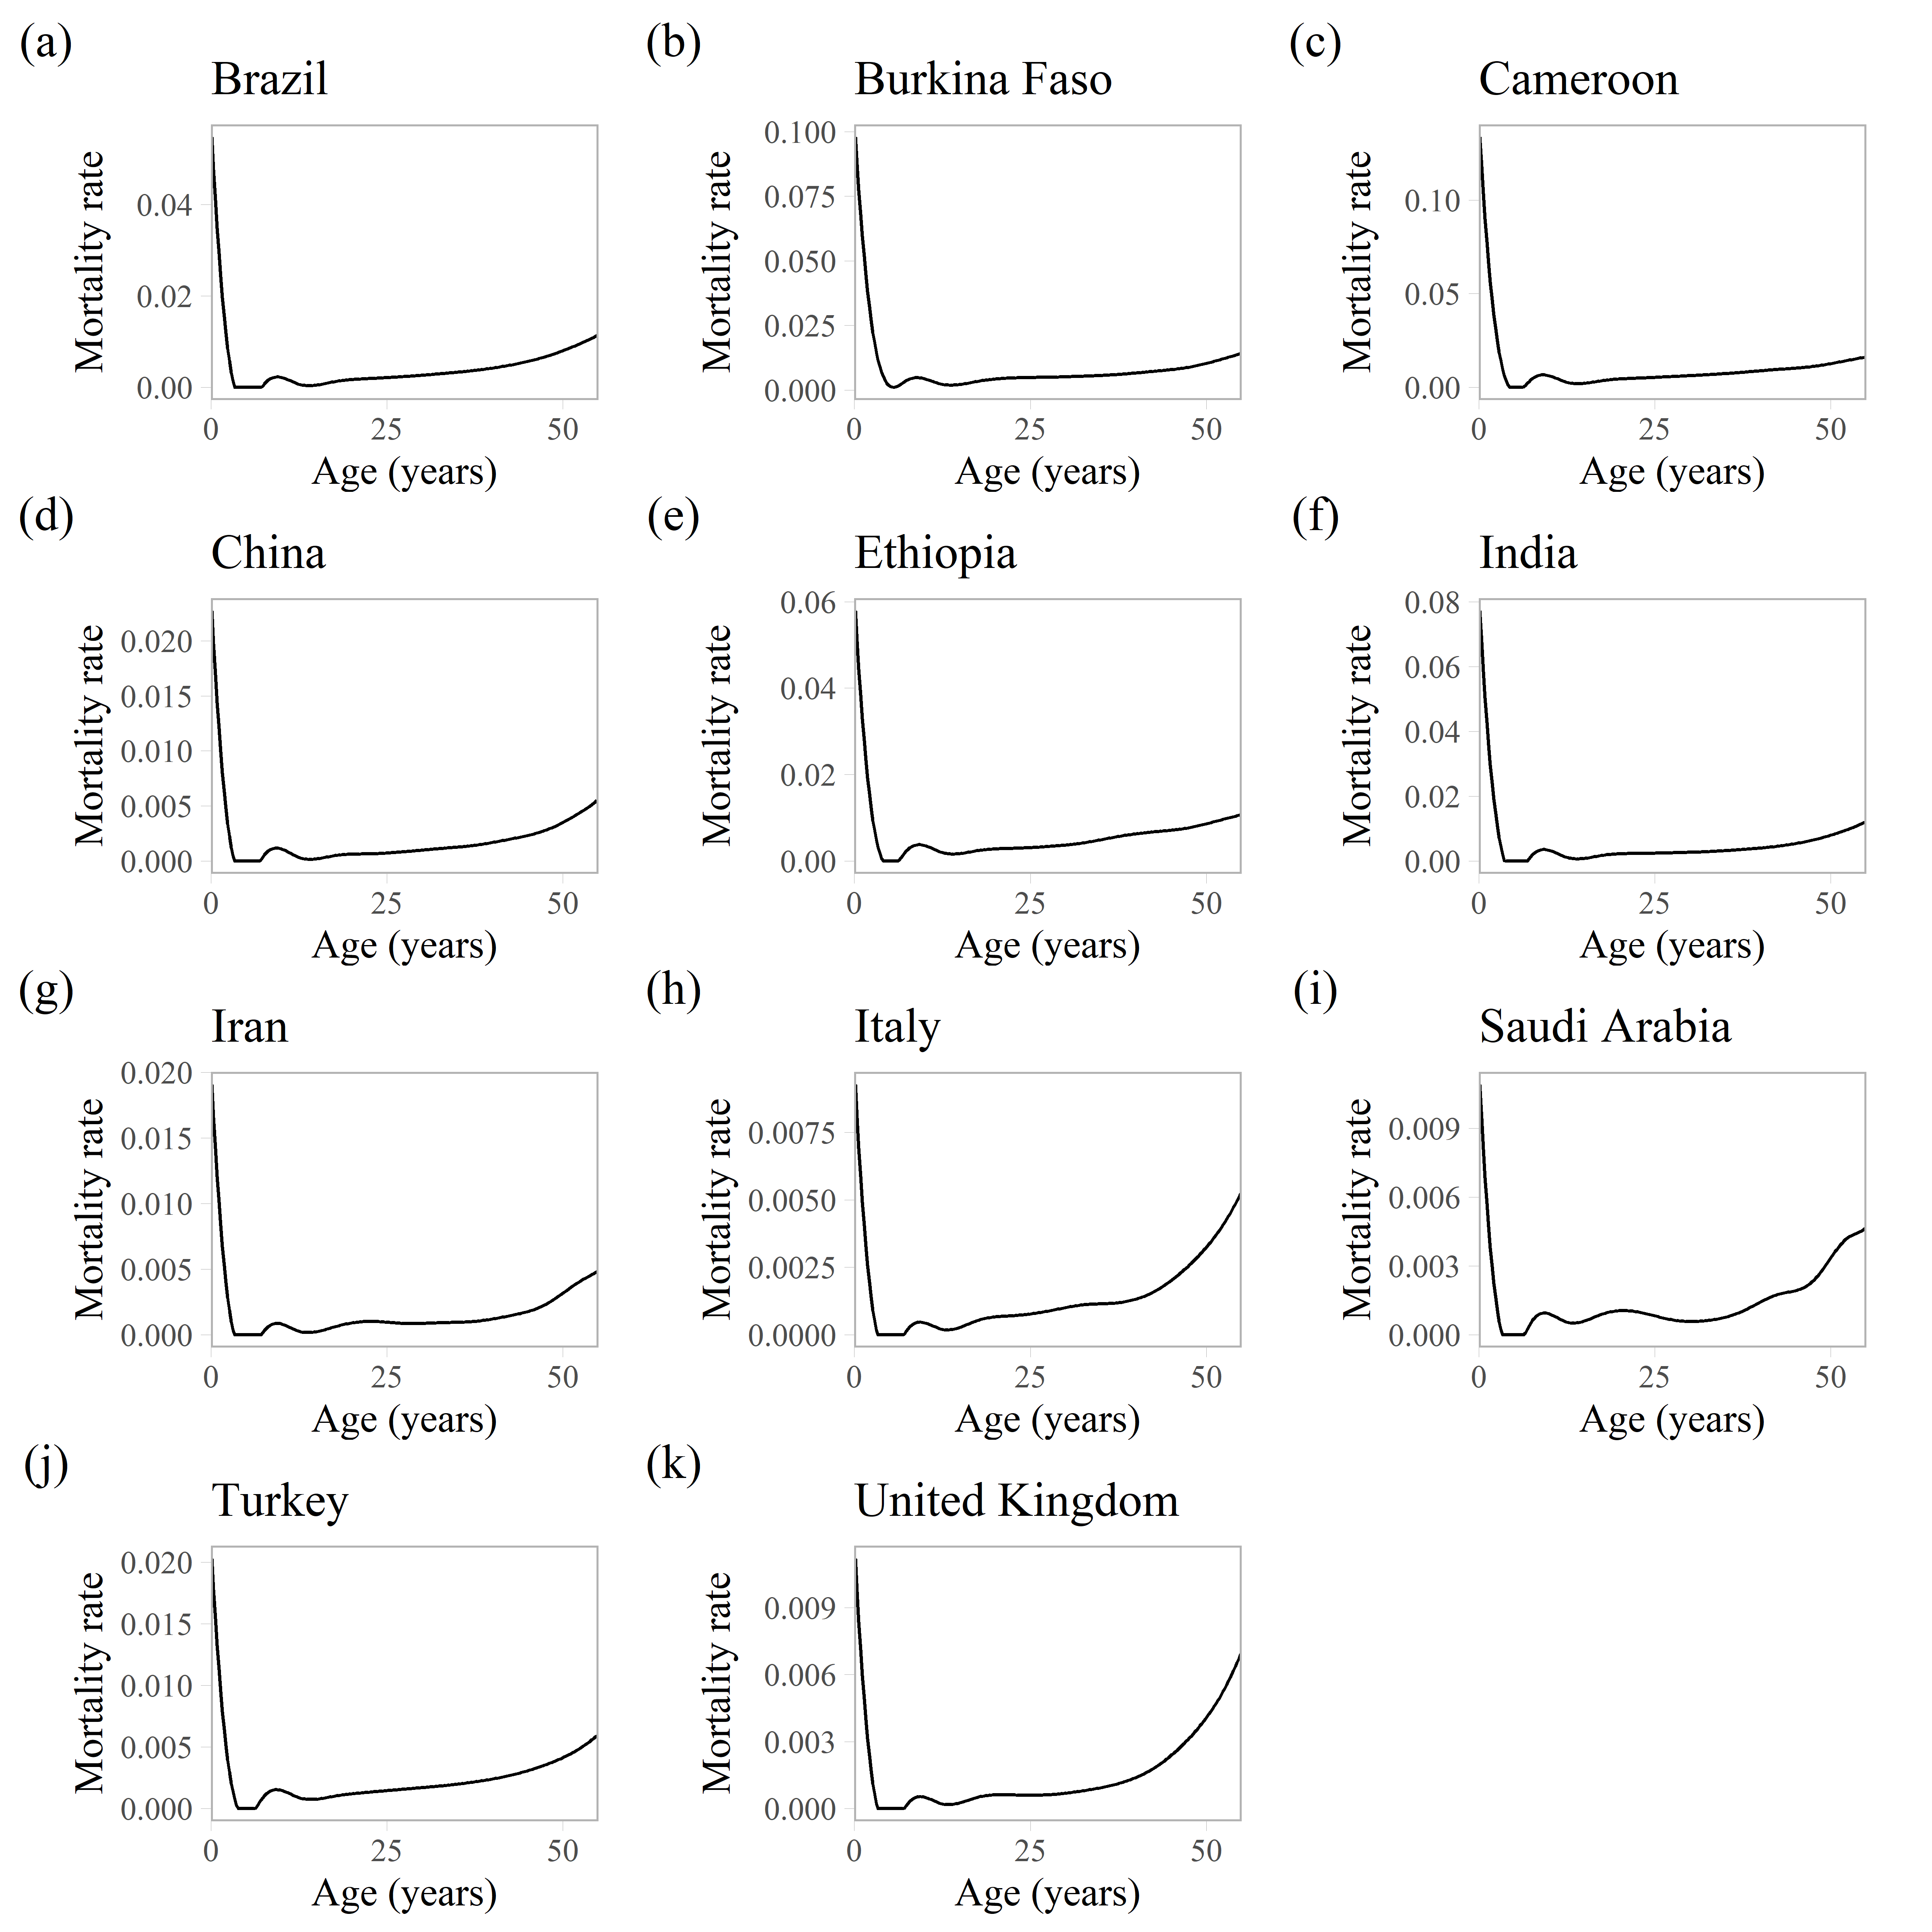 (a)
Brazil
Mortality rate
0.04
0.02
0.00
0 25 50
Age (years)
(b)
Burkina Faso
Mortality rate
0.100
0.075
0.050
0.025
0.000
0 25 50
Age (years)
(c)
Cameroon
Mortality rate
0.10
0.05
0.00
0 25 50
Age (years)
(d)
China
Mortality rate
0.020
0.015
0.010
0.005
0.000
0 25 50
Age (years)
(e)
Ethiopia
Mortality rate
0.06
0.04
0.02
0.00
0 25 50
Age (years)
(f)
India
Mortality rate
0.08
0.06
0.04
0.02
0.00
0 25 50
Age (years)
(g)
Iran
Mortality rate
0.020
0.015
0.010
0.005
0.000
0 25 50
Age (years)
(h)
Italy
Mortality rate
0.0075
0.0050
0.0025
0.0000
0 25 50
Age (years)
(i)
Saudi Arabia
Mortality rate
0.009
0.006
0.003
0.000
0 25 50
Age (years)
(j)
Turkey
Mortality rate
0.020
0.015
0.010
0.005
0.000
0 25 50
Age (years)
(k)
United Kingdom
Mortality rate
0.009
0.006
0.003
0.000
0 25 50
Age (years)